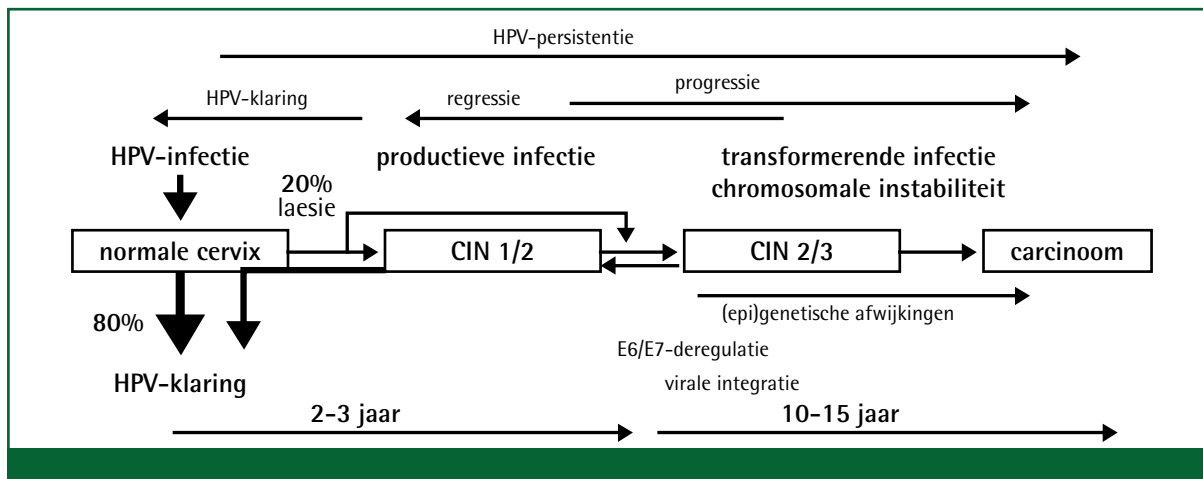 HPV-persistentie
progressie
HPV-klaring
regressie
HPV-infectie
productieve infectie
transformerende infectie
chromosomale instabiliteit
20%
laesie
normale cervix
CIN 1/2
CIN 2/3
carcinoom
(epi)genetische afwijkingen
80%
E6/E7-deregulatie
virale integratie
HPV-klaring
2-3 jaar
10-15 jaar